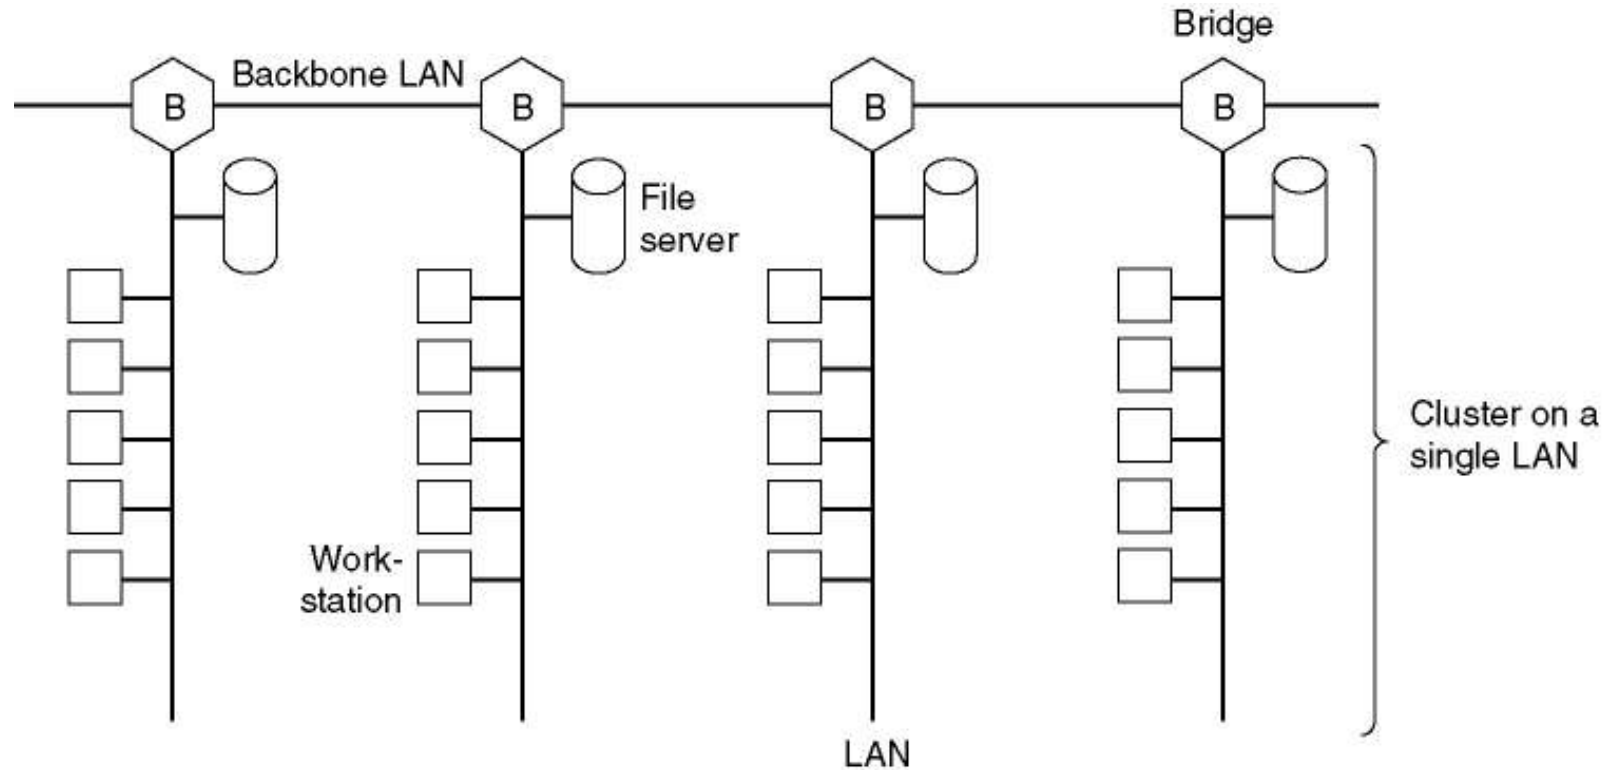 Bridge
Backbone LAN
B
B
B
B
File
server
Cluster on a
single LAN
Work-
station
LAN